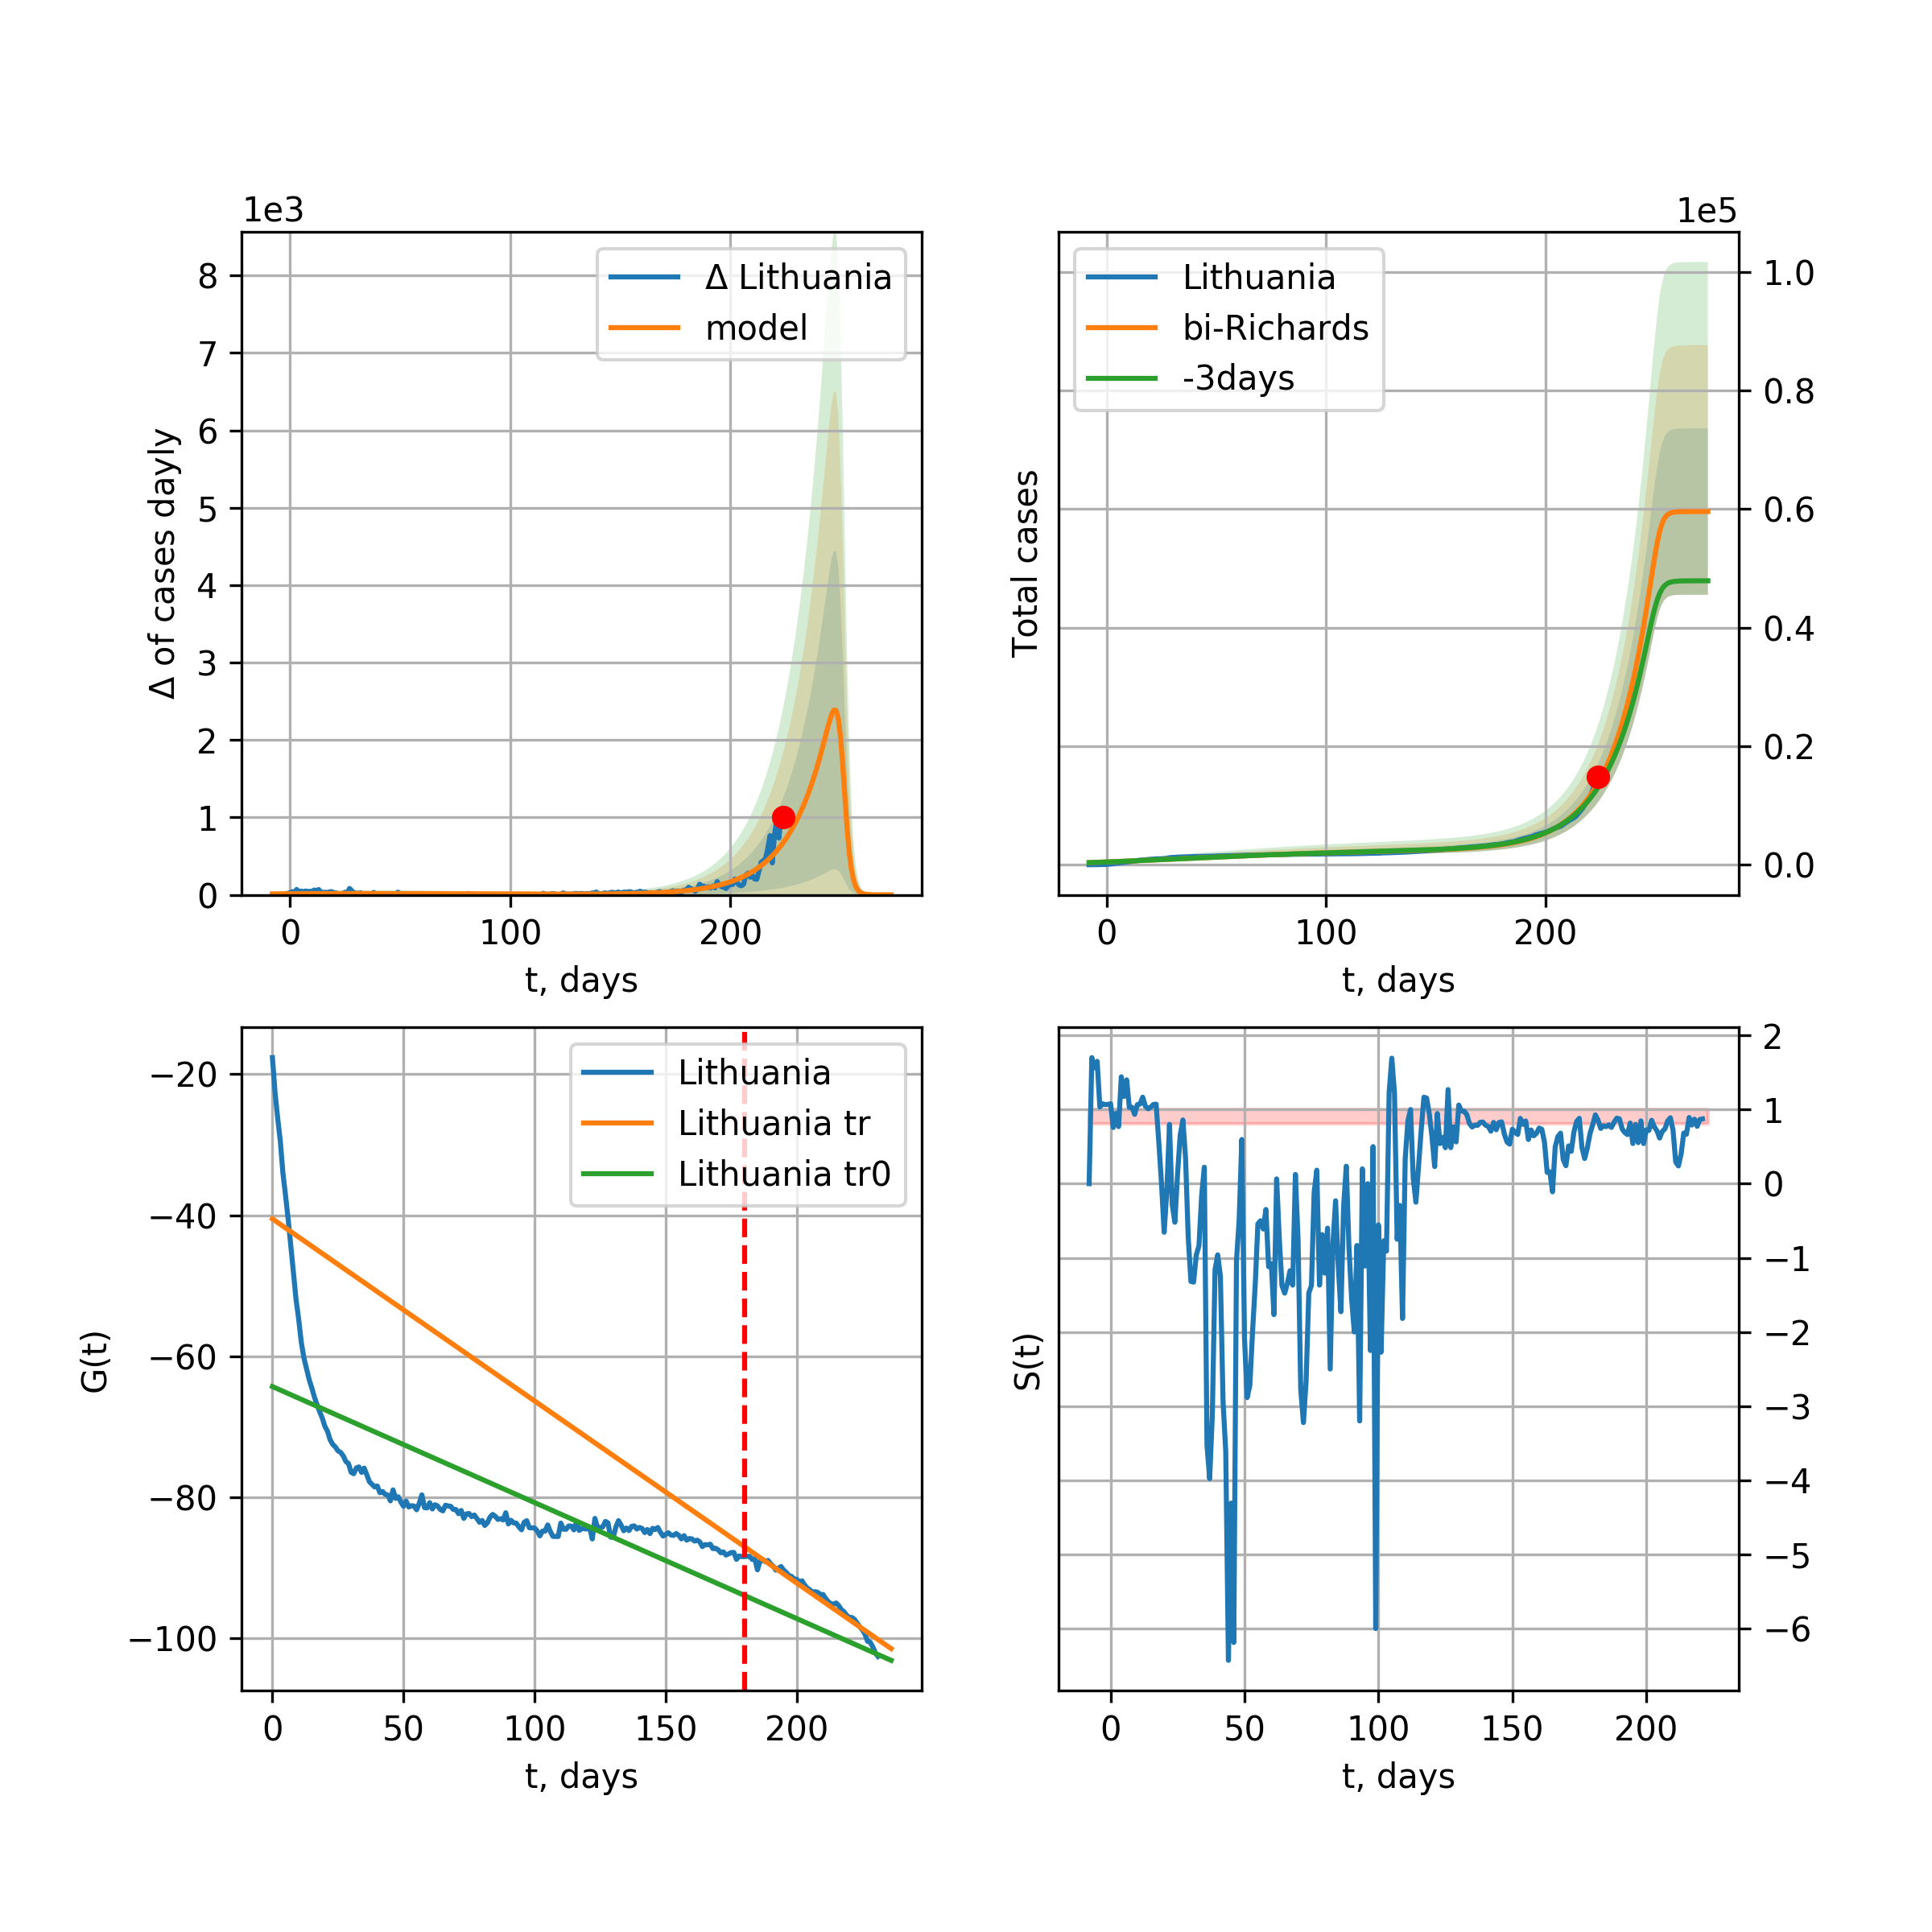 1e3
8
7
6
5
4
3
2
1
0
Δ of cases dayly
Δ Lithuania
model
0 100 200
t, days
1e5
1.0
0.8
0.6
0.4
0.2
0.0
Total cases
Lithuania
bi-Richards
-3days
0 100 200
t, days
−20
−40
−60
−80
−100
G(t)
Lithuania
Lithuania tr
Lithuania tr0
0 50 100 150 200
t, days
2
1
0
−1
−2
−3
−4
−5
−6
S(t)
0 50 100 150 200
t, days